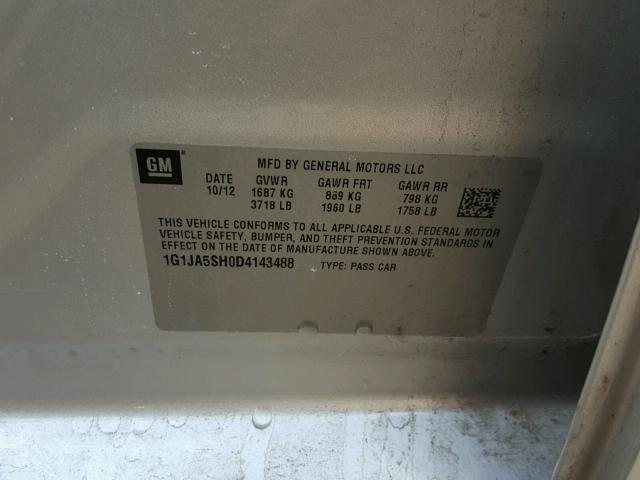 GM ®
MFD BY GENERAL MOTORS LLC
DATE GVWR GAWR FRT GAWR RR
10/12 1687 KG 889 KG 798 KG
3718 LB 1960 LB 1758 LB
THIS VEHICLE CONFORMS TO ALL APPLICABLE U.S. FEDERAL MOTOR
VEHICLE SAFETY, BUMPER, AND THEFT PREVENTION STANDARDS IN
EFFECT ON THE DATE OF MANUFACTURE SHOWN ABOVE.
1G1JA5SH0D4143488 TYPE: PASS CAR